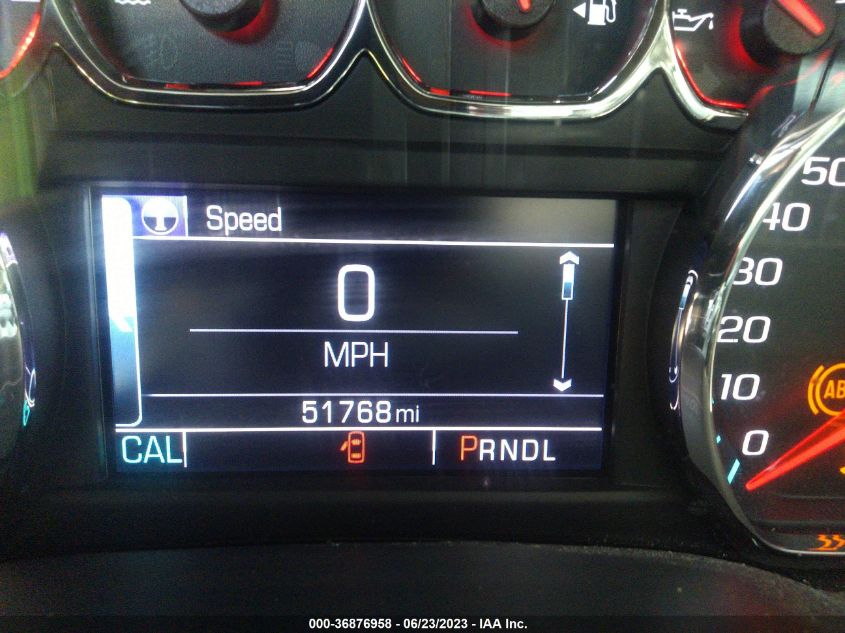 50
Speed
40
0
30
MPH
20
10
ABS
51768 mi
0
CAL
PRNDL
000-36876958 - 06/23/2023 - IAA Inc.